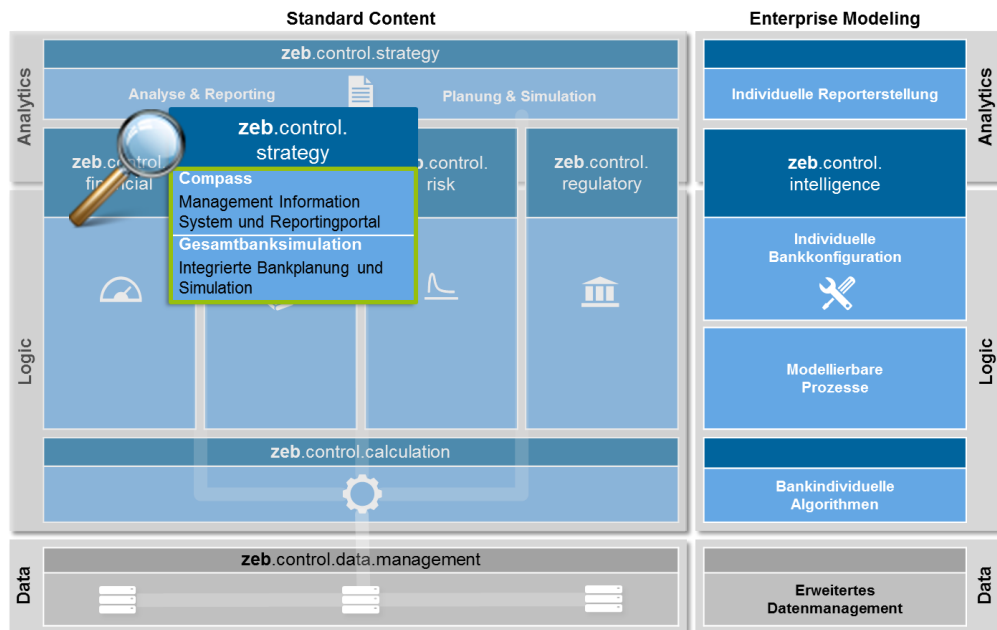 Standard Content
Enterprise Modeling
Analytics
zeb.control.strategy
Analyse & Reporting
Planung & Simulation
zeb.control.
strategy
Compass
Management Information
System und Reportingportal
Gesamtbanksimulation
Integrierte Bankplanung und
Simulation
zeb.control.
financial
.control.
risk
zeb.control.
regulatory
Logic
zeb.control.calculation
Data
zeb.control.data.management
Individuelle Reporterstellung
Analytics
zeb.control.
intelligence
Individuelle
Bankkonfiguration
Modellierbare
Prozesse
Logic
Bankindividuelle
Algorithmen
Erweitertes
Datenmanagement
Data